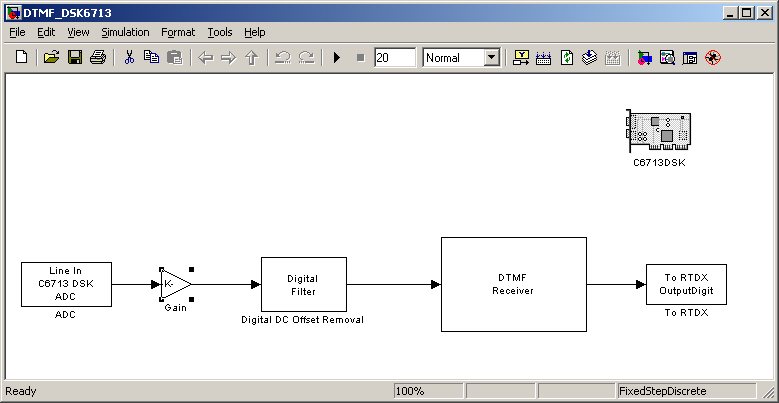 DTMF_DSK6713
File Edit View Simulation Format Tools Help
20 Normal
C6713DSK
Line In
C6713 DSK
ADC
ADC
K-
Gain
Digital
Filter
Digital DC Offset Removal
DTMF
Receiver
To RTDX
OutputDigit
To RTDX
Ready 100% FixedStepDiscrete